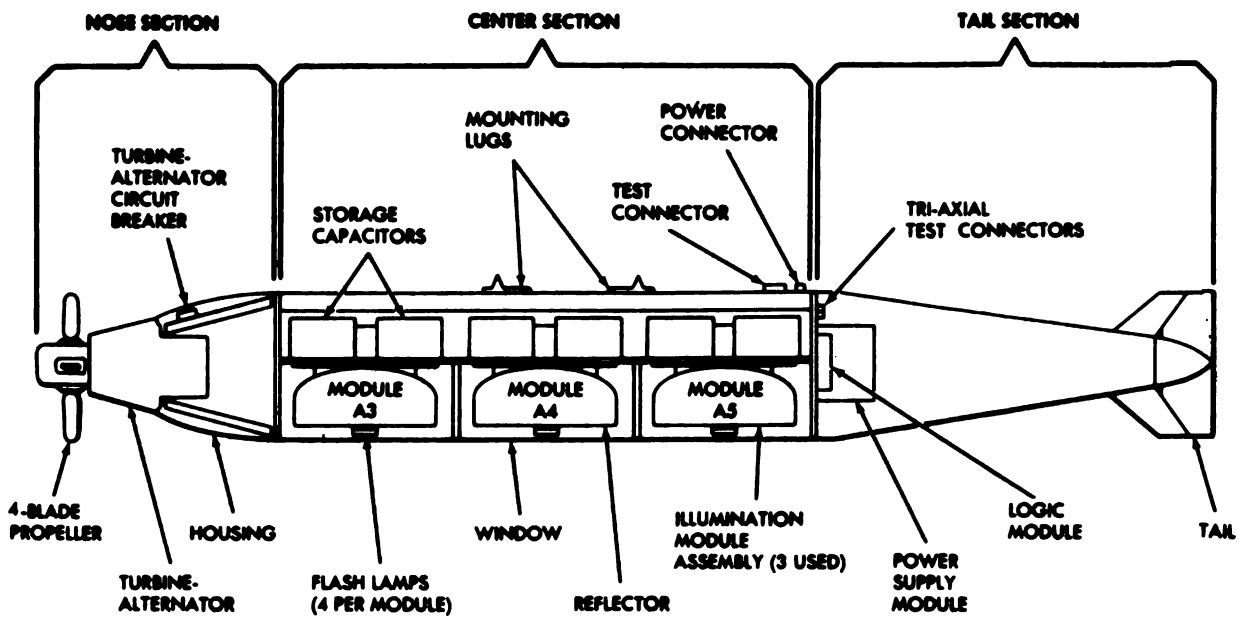 NOSE SECTION
CENTER SECTION
TAIL SECTION
TURBINE-
ALTERNATOR
CIRCUIT
BREAKER
STORAGE
CAPACITORS
MOUNTING
LUGS
POWER
CONNECTOR
TEST
CONNECTOR
TRI-AXIAL
TEST CONNECTORS
MODULE
A3
MODULE
A4
MODULE
A5
4-BLADE
PROPELLER
HOUSING
TURBINE-
ALTERNATOR
FLASH LAMPS
(4 PER MODULE)
WINDOW
REFLECTOR
ILLUMINATION
MODULE
ASSEMBLY (3 USED)
POWER
SUPPLY
MODULE
LOGIC
MODULE
TAIL